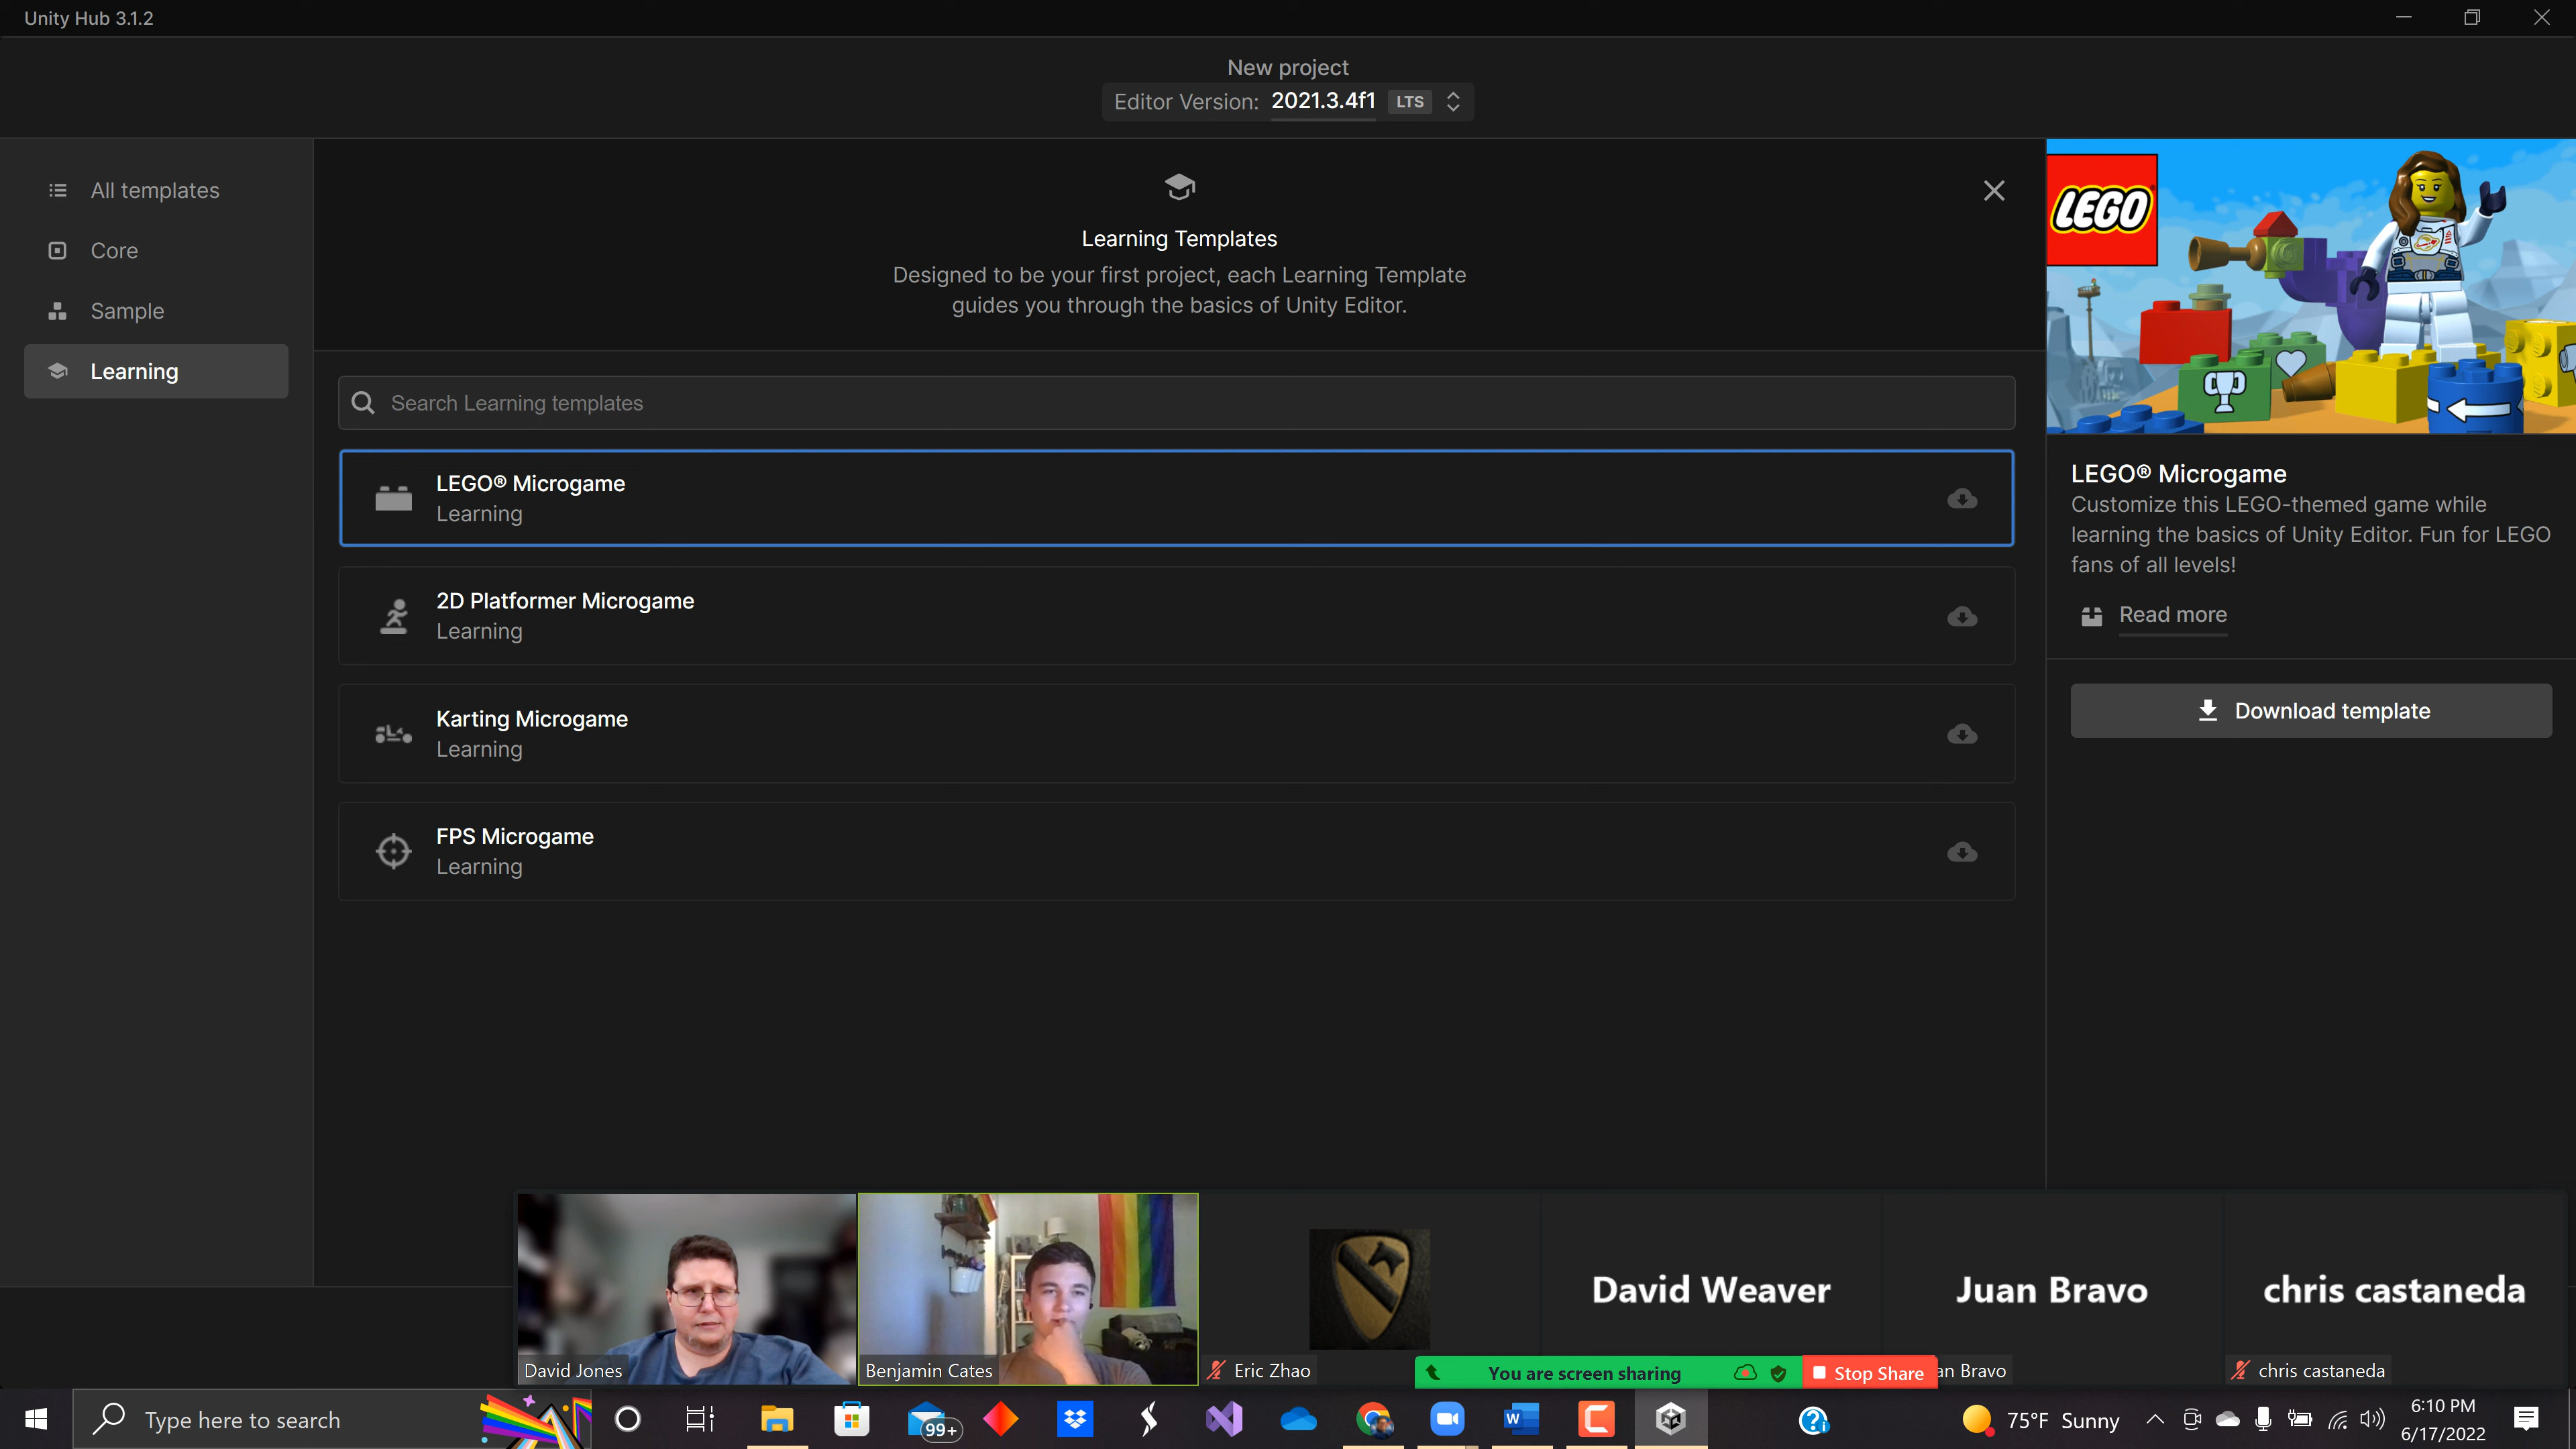 Unity Hub 3.1.2
New project
Editor Version: 2021.3.4f1 LTS
All templates
Core
Sample
Learning
Learning Templates
Designed to be your first project, each Learning Template
guides you through the basics of Unity Editor.
Search Learning templates
LEGO® Microgame
Learning
2D Platformer Microgame
Learning
Karting Microgame
Learning
FPS Microgame
Learning
LEGO
LEGO® Microgame
Customize this LEGO-themed game while
learning the basics of Unity Editor. Fun for LEGO
fans of all levels!
Read more
Download template
David Jones
Benjamin Cates
Eric Zhao
David Weaver
Juan Bravo
chris castaneda
You are screen sharing
Stop Share
an Bravo
chris castaneda
Type here to search
99+
W
75°F Sunny
6:10 PM
6/17/2022